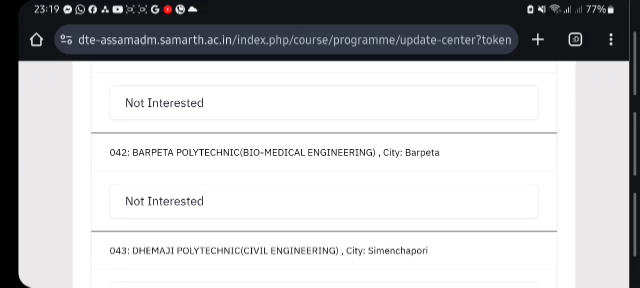 23:19
77%
dte-assamadm.samarth.ac.in/index.php/course/programme/update-center?token
Not Interested
042: BARPETA POLYTECHNIC(BIO-MEDICAL ENGINEERING) , City: Barpeta
Not Interested
043: DHEMAJI POLYTECHNIC(CIVIL ENGINEERING) , City: Simenchapori